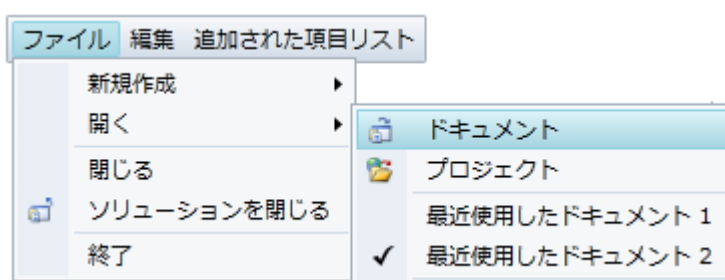 ファイル 編集 追加された項目リスト
新規作成
開く
閉じる
ソリューションを閉じる
終了
ドキュメント
プロジェクト
最近使用したドキュメント 1
最近使用したドキュメント 2